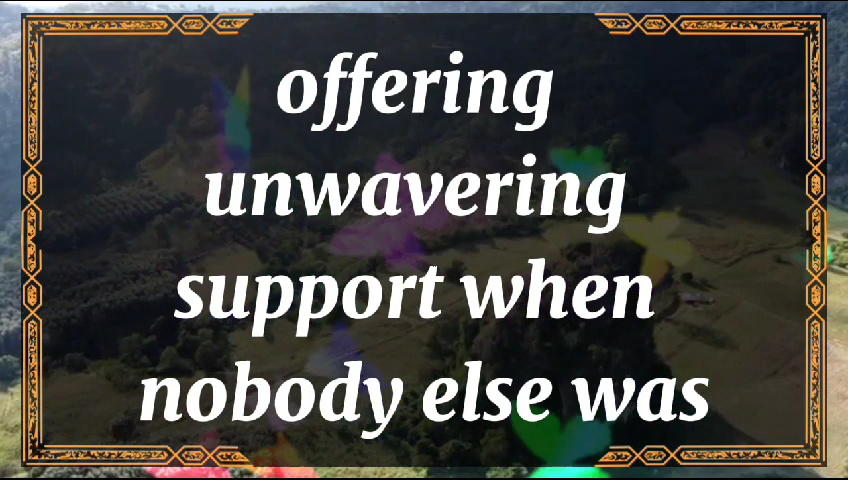 offering
unwavering
support when
nobody else was